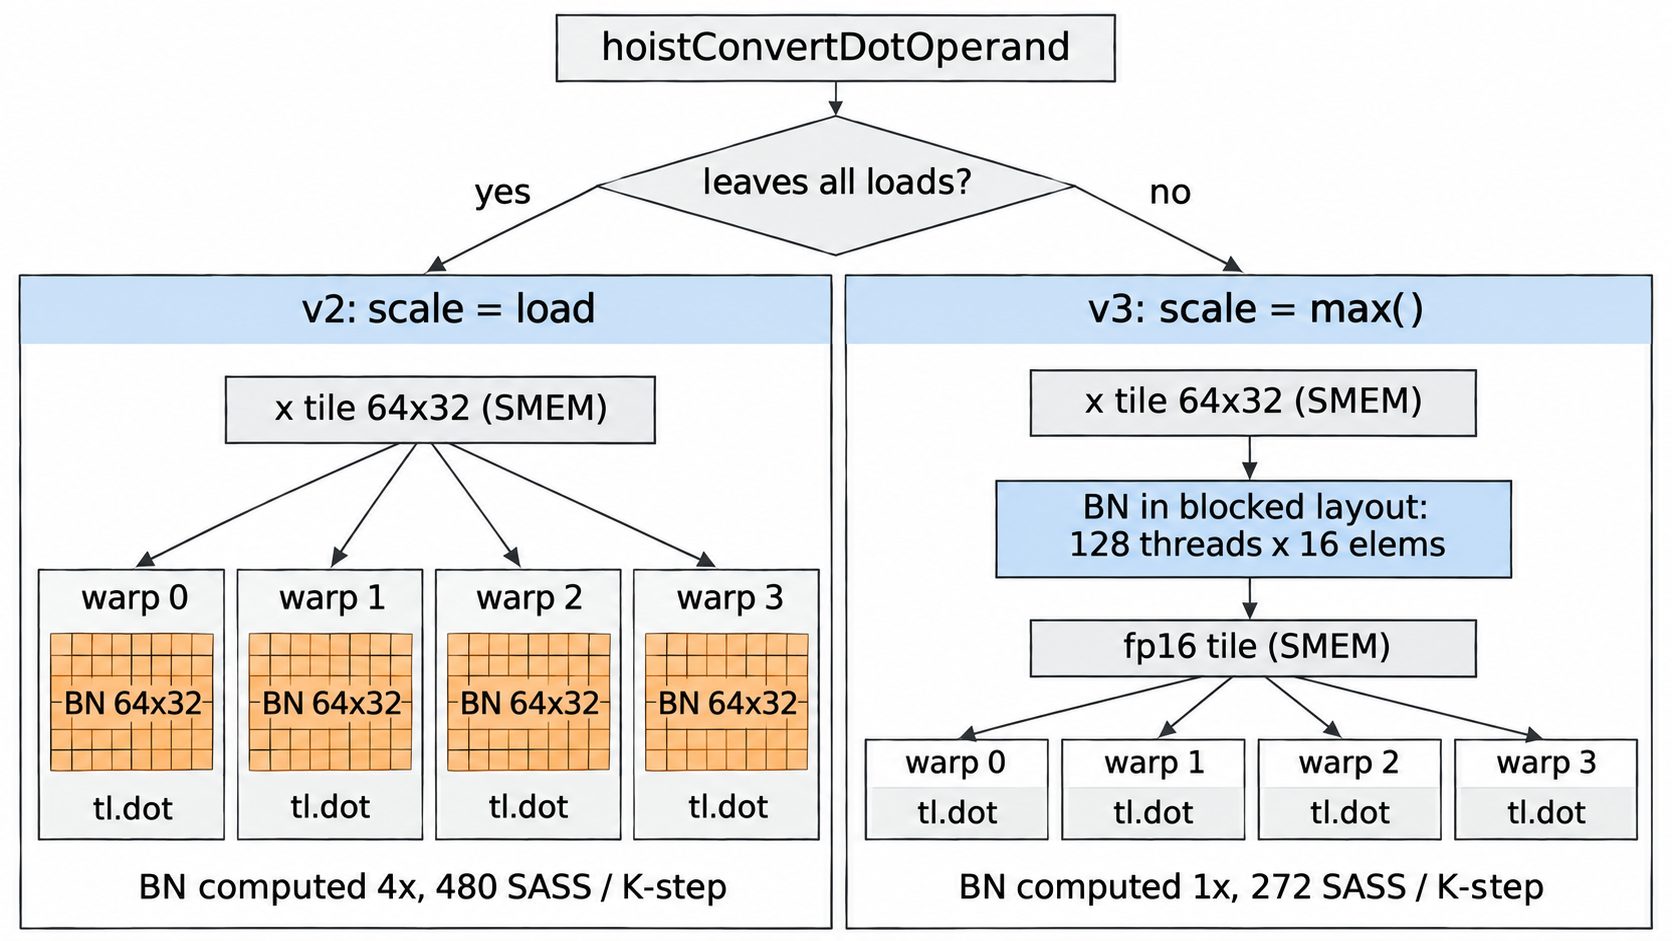 hoistConvertDotOperand
leaves all loads?
yes
no
v2: scale = load
x tile 64x32 (SMEM)
warp 0
warp 1
warp 2
warp 3
BN 64x32
BN 64x32
BN 64x32
BN 64x32
tl.dot
tl.dot
tl.dot
tl.dot
BN computed 4x, 480 SASS / K-step
v3: scale = max()
x tile 64x32 (SMEM)
BN in blocked layout:
128 threads x 16 elems
fp16 tile (SMEM)
warp 0
warp 1
warp 2
warp 3
tl.dot
tl.dot
tl.dot
tl.dot
BN computed 1x, 272 SASS / K-step